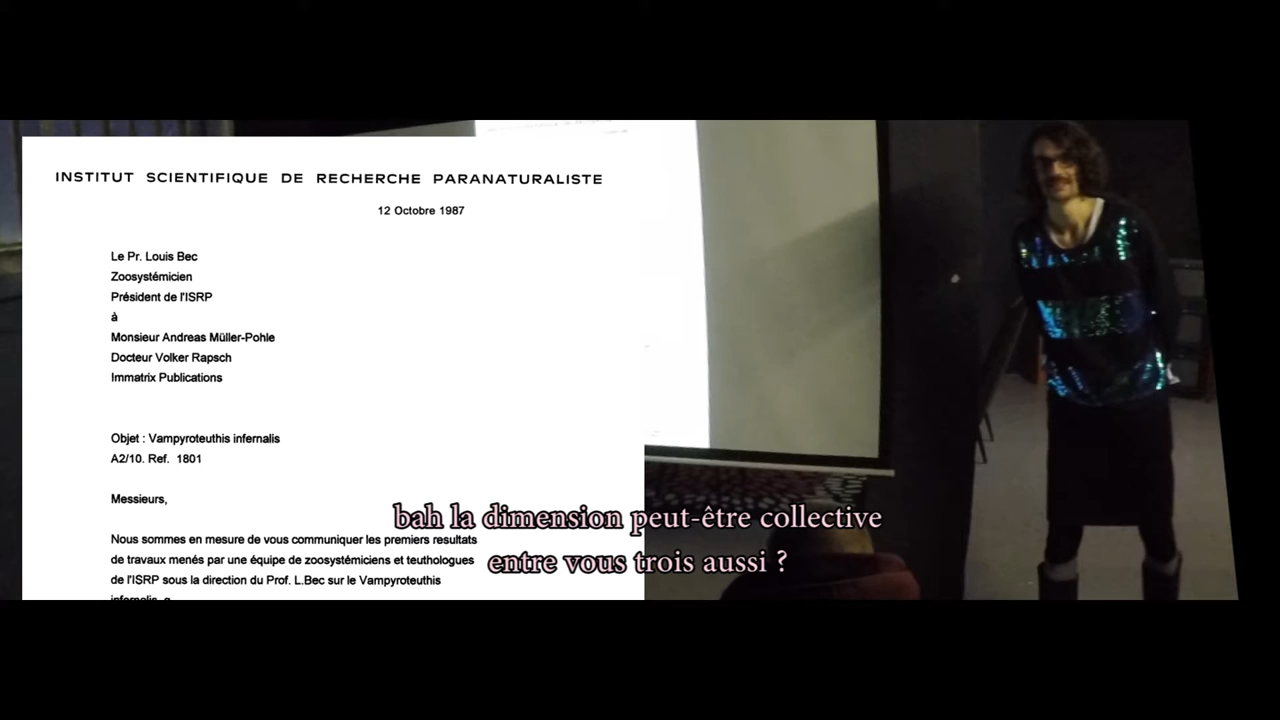 INSTITUT SCIENTIFIQUE DE RECHERCHE PARANATURALISTE
12 Octobre 1987
Le Pr. Louis Bec
Zoosystémicien
Président de l'ISRP
à
Monsieur Andreas Müller-Pohle
Docteur Volker Rapsch
Immatrix Publications
Objet : Vampyroteuthis infernalis
A2/10. Ref. 1801
Messieurs,
Nous sommes en mesure de vous communiquer les premiers resultats
de travaux menés par une équipe de zoosystémiciens et teuthologues
de l'ISRP sous la direction du Prof. L.Bec sur le Vampyroteuthis
bah la dimension peut-être collective
entre vous trois aussi ?